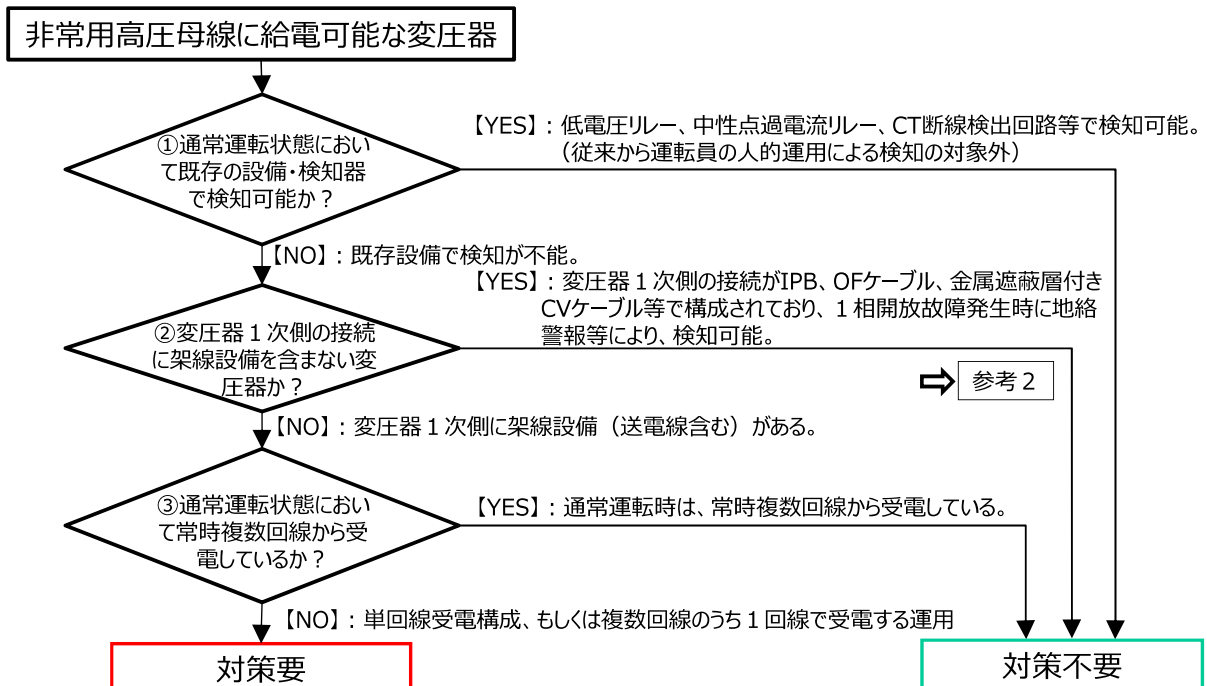 非常用高圧母線に給電可能な変圧器
①通常運転状態におい
て既存の設備・検知器
で検知可能か？
【YES】：低電圧リレー、中性点過電流リレー、CT断線検出回路等で検知可能。
（従来から運転員の人的運用による検知の対象外）
【NO】：既存設備で検知が不能。
②変圧器１次側の接続
に架線設備を含まない変
圧器か？
【YES】：変圧器１次側の接続がIPB、OFケーブル、金属遮蔽層付き
CVケーブル等で構成されており、１相開放故障発生時に地絡
警報等により、検知可能。
参考２
【NO】：変圧器１次側に架線設備（送電線含む）がある。
③通常運転状態におい
て常時複数回線から受
電しているか？
【YES】：通常運転時は、常時複数回線から受電している。
【NO】：単回線受電構成、もしくは複数回線のうち１回線で受電する運用
対策要
対策不要